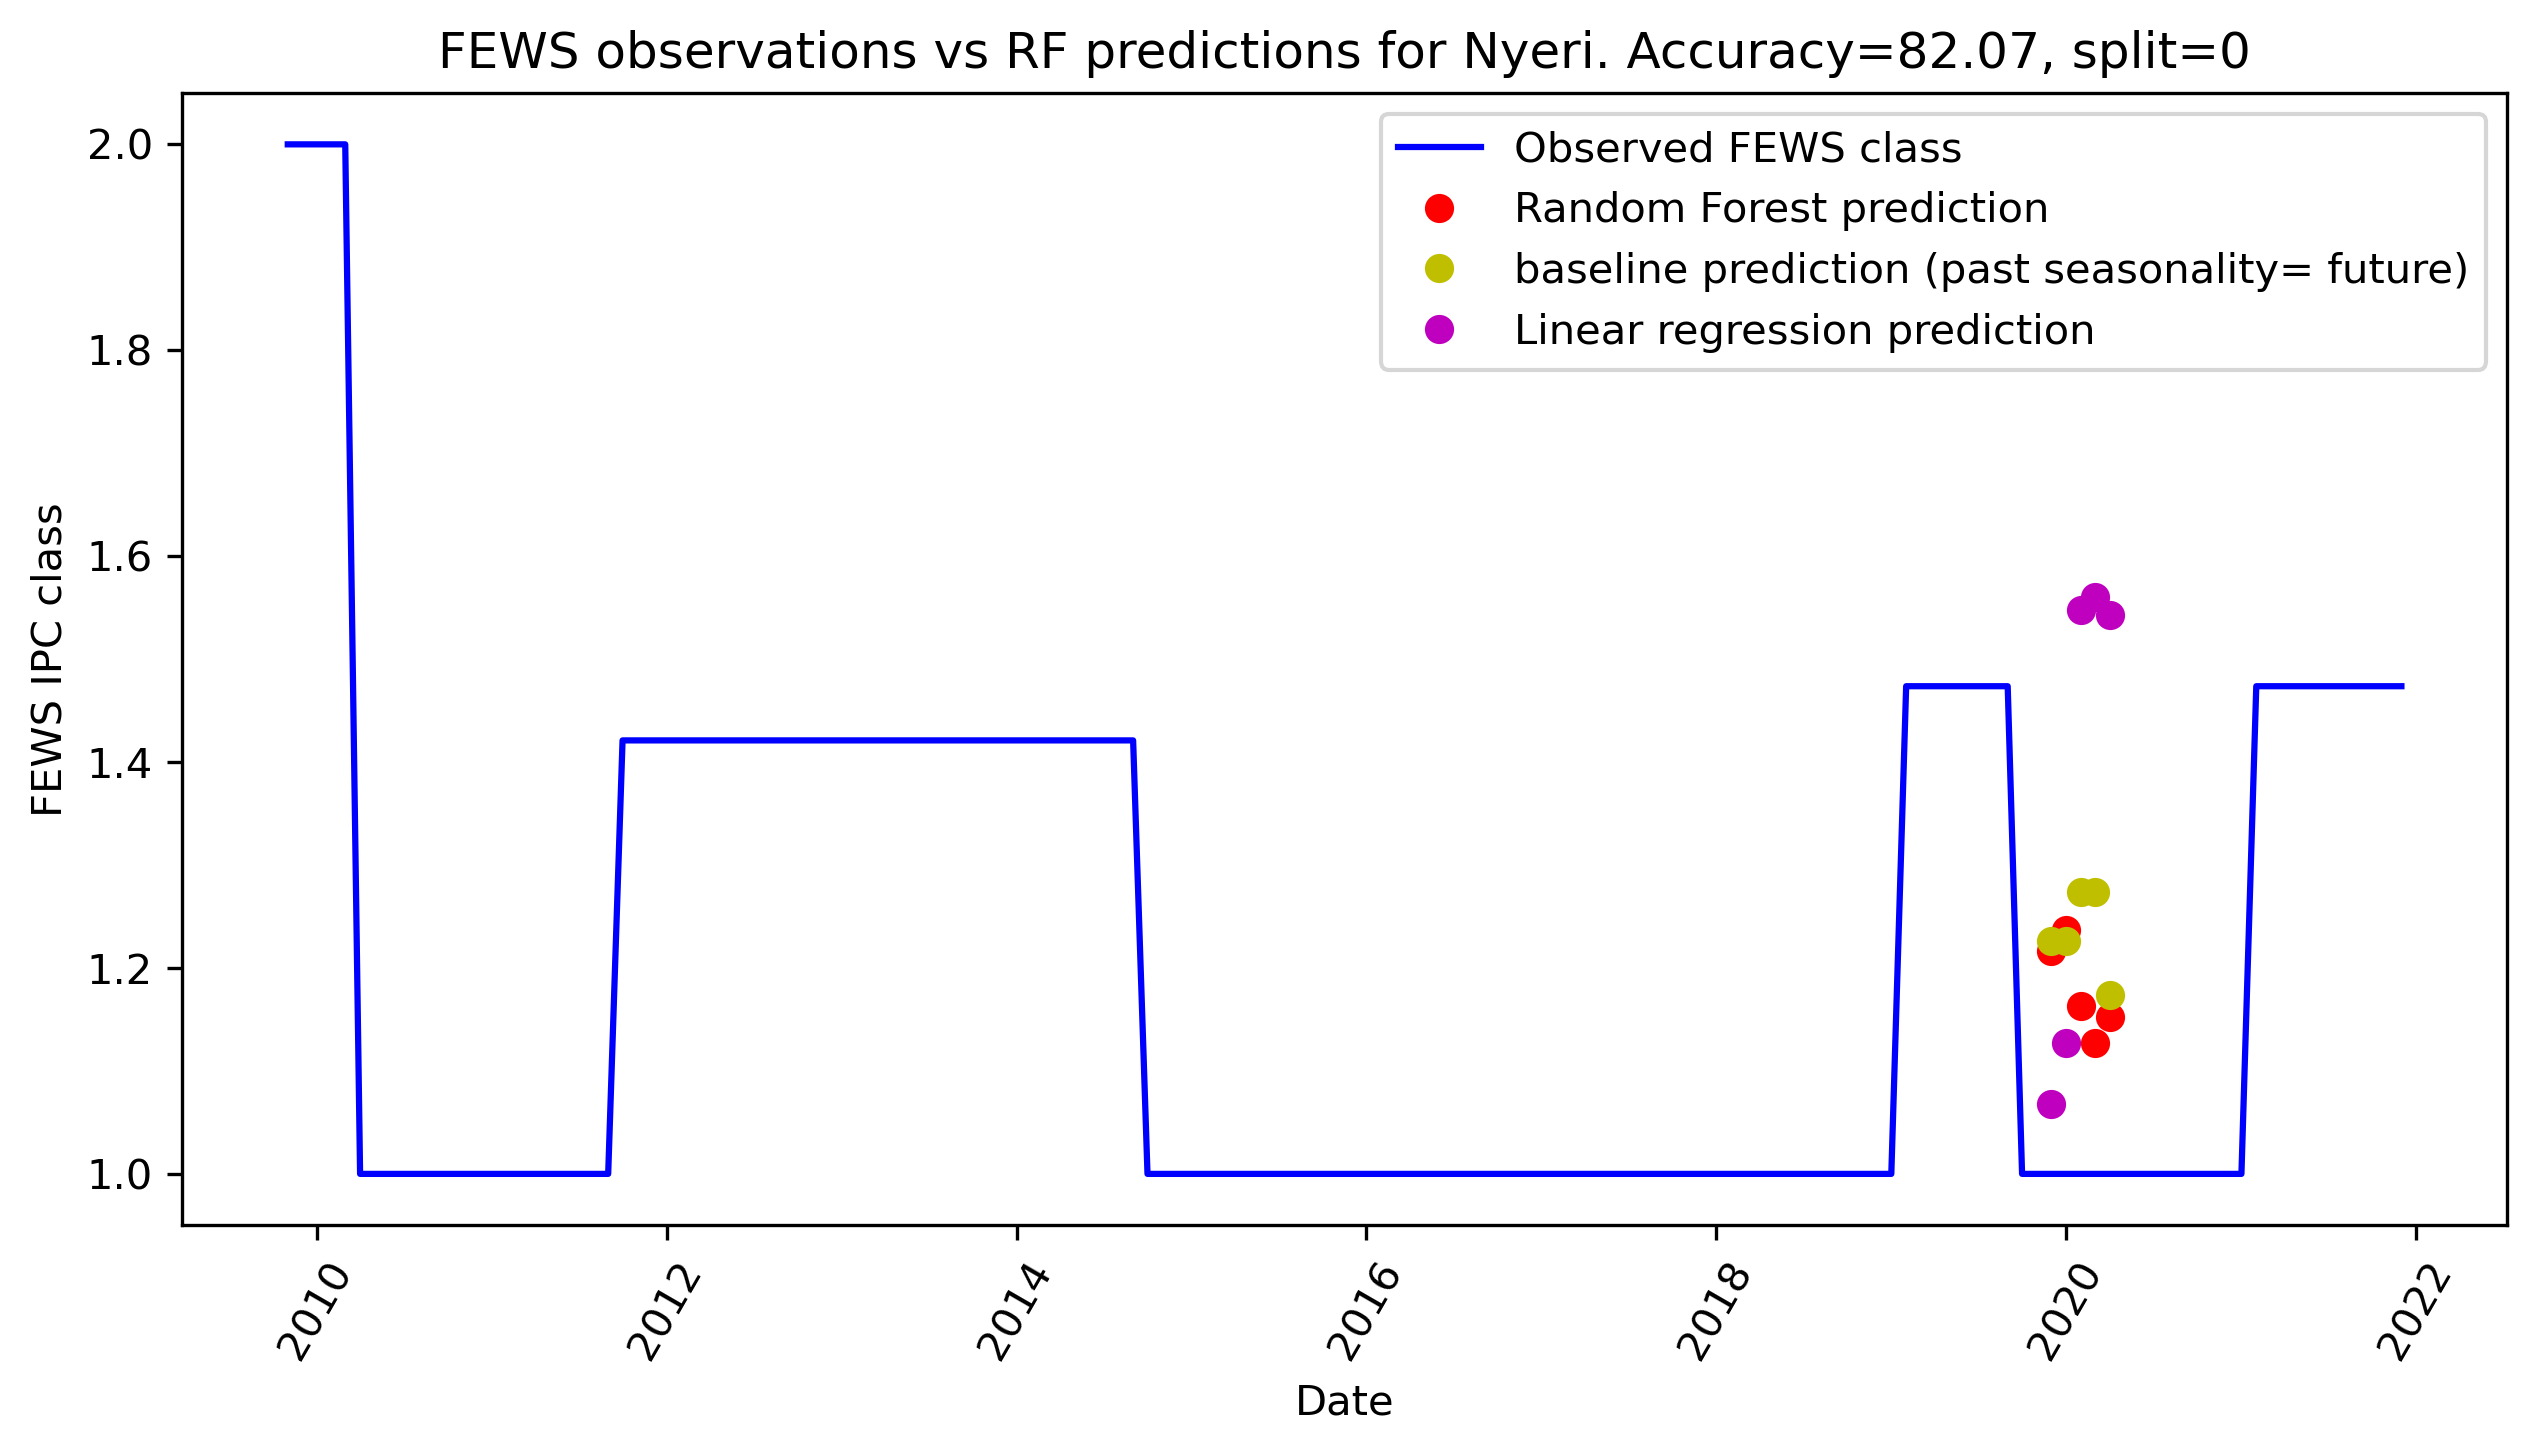 FEWS observations vs RF predictions for Nyeri. Accuracy=82.07, split=0
Observed FEWS class
Random Forest prediction
baseline prediction (past seasonality= future)
Linear regression prediction
FEWS IPC class
2.0
1.8
1.6
1.4
1.2
1.0
2010
2012
2014
2016
2018
2020
2022
Date